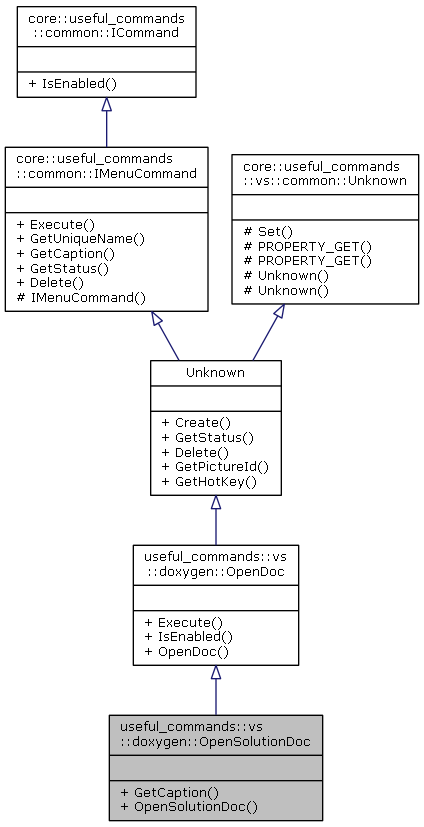 core::useful_commands
::common::ICommand
+ IsEnabled()
core::useful_commands
::common::IMenuCommand
+ Execute()
+ GetUniqueName()
+ GetCaption()
+ GetStatus()
+ Delete()
# IMenuCommand()
core::useful_commands
::vs::common::Unknown
# Set()
# PROPERTY_GET()
# PROPERTY_GET()
# Unknown()
# Unknown()
Unknown
+ Create()
+ GetStatus()
+ Delete()
+ GetPictureId()
+ GetHotKey()
useful_commands::vs
::doxygen::OpenDoc
+ Execute()
+ IsEnabled()
+ OpenDoc()
useful_commands::vs
::doxygen::OpenSolutionDoc
+ GetCaption()
+ OpenSolutionDoc()